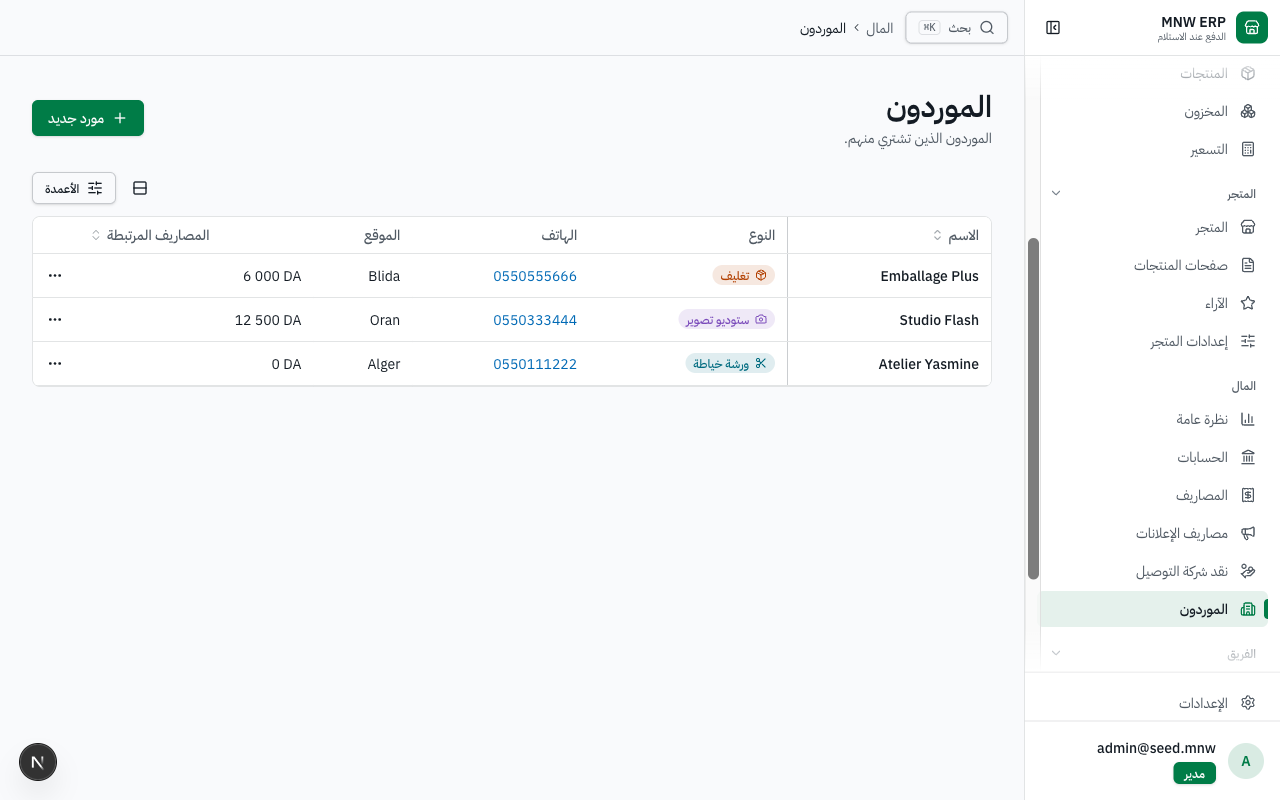 MNW ERP
الدفع عند الاستلام
المنتجات
المخزون
التسعير
المتجر
المتجر
صفحات المنتجات
الآراء
إعدادات المتجر
المال
نظرة عامة
الحسابات
المصاريف
مصاريف الإعلانات
نقد شركة التوصيل
الموردون
الفريق
الإعدادات
A
admin@seed.mnw
مدير
بحث ⌘K
المال الموردون
الموردون
الموردون الذين تشتري منهم.
مورد جديد
الأعمدة
الاسم النوع الهاتف الموقع المصاريف المرتبطة
Emballage Plus تغليف 0550555666 Blida 6 000 DA
Studio Flash ستوديو تصوير 0550333444 Oran 12 500 DA
Atelier Yasmine ورشة خياطة 0550111222 Alger 0 DA
N